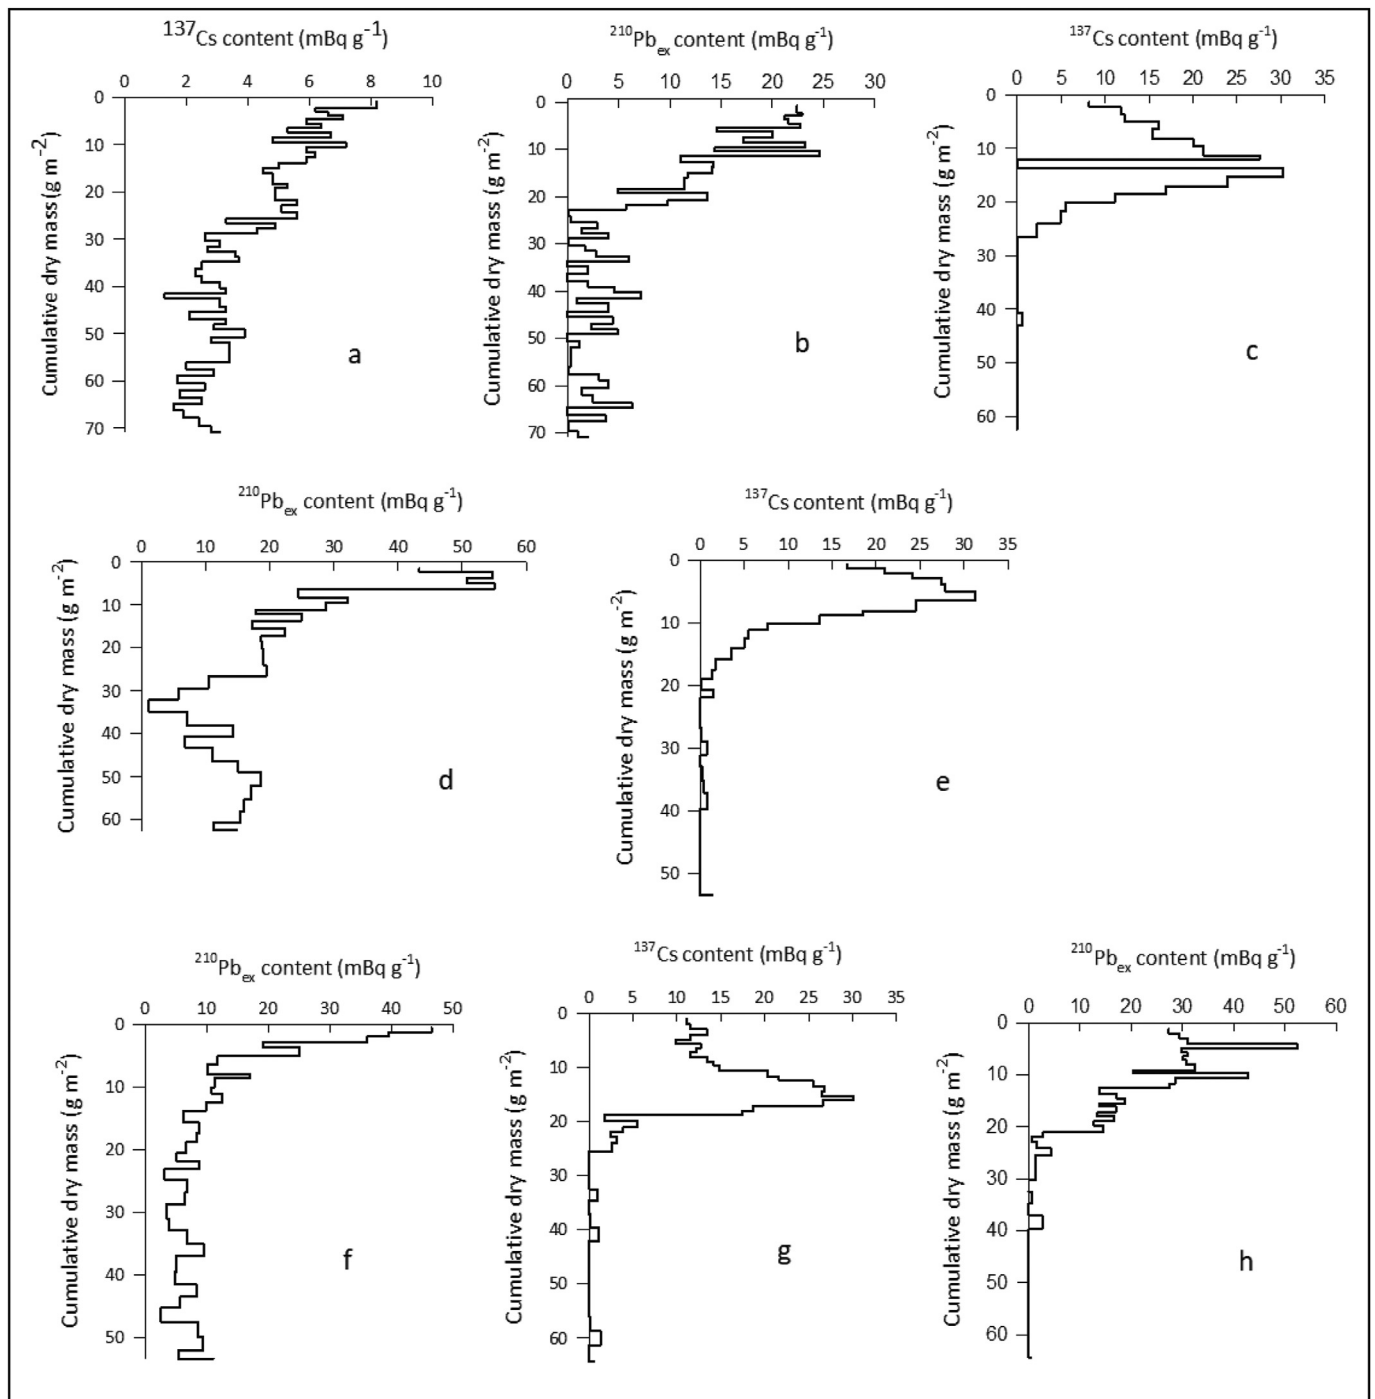 137Cs content (mBq g-1)
0 2 4 6 8 10
0
10
20
30
40
50
60
70
Cumulative dry mass (g m-2)
a
210Pbex content (mBq g-1)
0 5 10 15 20 25 30
0
10
20
30
40
50
60
70
Cumulative dry mass (g m-2)
b
137Cs content (mBq g-1)
0 5 10 15 20 25 30 35
0
10
20
30
40
50
60
Cumulative dry mass (g m-2)
c
210Pbex content (mBq g-1)
0 10 20 30 40 50 60
0
10
20
30
40
50
60
Cumulative dry mass (g m-2)
d
137Cs content (mBq g-1)
0 5 10 15 20 25 30 35
0
10
20
30
40
50
Cumulative dry mass (g m-2)
e
210Pbex content (mBq g-1)
0 10 20 30 40 50
0
10
20
30
40
50
Cumulative dry mass (g m-2)
f
137Cs content (mBq g-1)
0 5 10 15 20 25 30 35
0
10
20
30
40
50
60
Cumulative dry mass (g m-2)
g
210Pbex content (mBq g-1)
0 10 20 30 40 50 60
0
10
20
30
40
50
60
Cumulative dry mass (g m-2)
h